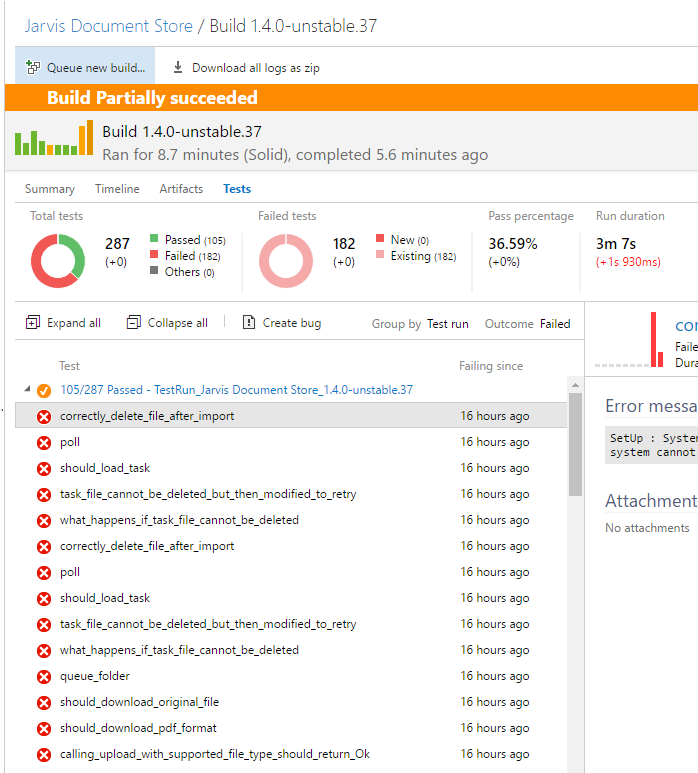 Jarvis Document Store / Build 1.4.0-unstable.37
Queue new build... Download all logs as zip
Build Partially succeeded
Build 1.4.0-unstable.37
Ran for 8.7 minutes (Solid), completed 5.6 minutes ago
Summary Timeline Artifacts Tests
Total tests Failed tests Pass percentage Run duration
287 (+0) Passed (105) Failed (182) Others (0)
182 (+0) New (0) Existing (182)
36.59% (+0%)
3m 7s (+1s 930ms)
Expand all Collapse all Create bug Group by Test run Outcome Failed
Test Failing since
105/287 Passed - TestRun_Jarvis Document Store_1.4.0-unstable.37
correctly_delete_file_after_import 16 hours ago
poll 16 hours ago
should_load_task 16 hours ago
task_file_cannot_be_deleted_but_then_modified_to_retry 16 hours ago
what_happens_if_task_file_cannot_be_deleted 16 hours ago
correctly_delete_file_after_import 16 hours ago
poll 16 hours ago
should_load_task 16 hours ago
task_file_cannot_be_deleted_but_then_modified_to_retry 16 hours ago
what_happens_if_task_file_cannot_be_deleted 16 hours ago
queue_folder 16 hours ago
should_download_original_file 16 hours ago
should_download_pdf_format 16 hours ago
calling_upload_with_supported_file_type_should_return_Ok 16 hours ago
cor
Faile
Dura
Error messa
SetUp : System
system cannot
Attachment
No attachments